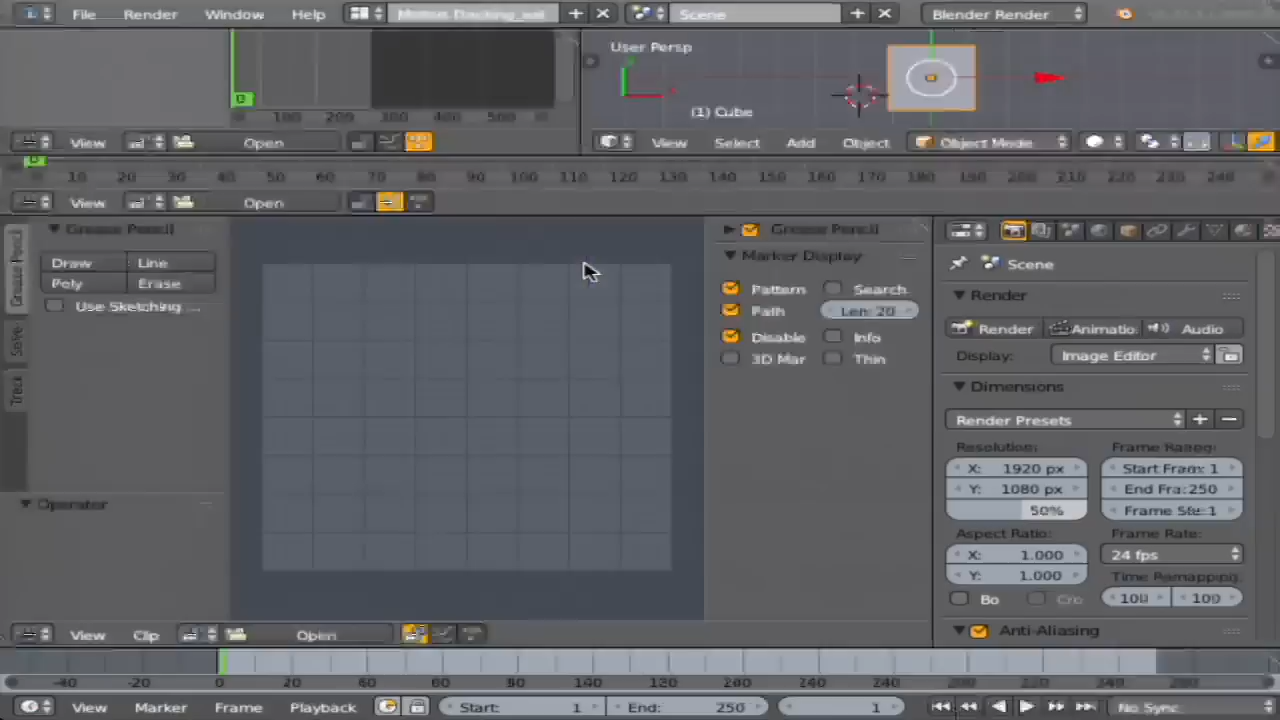 File Render Window Help Scene Blender Render
User Persp
(1) Cube
100 200 300 400 500
View Open View Select Add Object Object Mode
10 20 30 40 50 60 70 80 90 100 110 120 130 140 150 160 170 180 190 200 210 220 230 240
View Open
Grease Pencil
Draw Line
Poly Erase
Use Sketching ...
Grease Pencil
Solve
Operator
Grease Pencil
Marker Display
Pattern Search
Path Len: 20
Disable Info
3D Mar Thin
Scene
Render
Render Animatio Audio
Display: Image Editor
Dimensions
Render Presets
Resolution: Frame Range:
X: 1920 px Start Fram: 1
Y: 1080 px End Fra: 250
50% Frame Ste: 1
Aspect Ratio: Frame Rate:
X: 1.000 24 fps
Y: 1.000 Time Remapping:
Bo Cro 100 100
Anti-Aliasing
View Clip Open
-40 -20 0 20 40 60
View Marker Frame Playback Start: 1 End: 250 1 No Sync